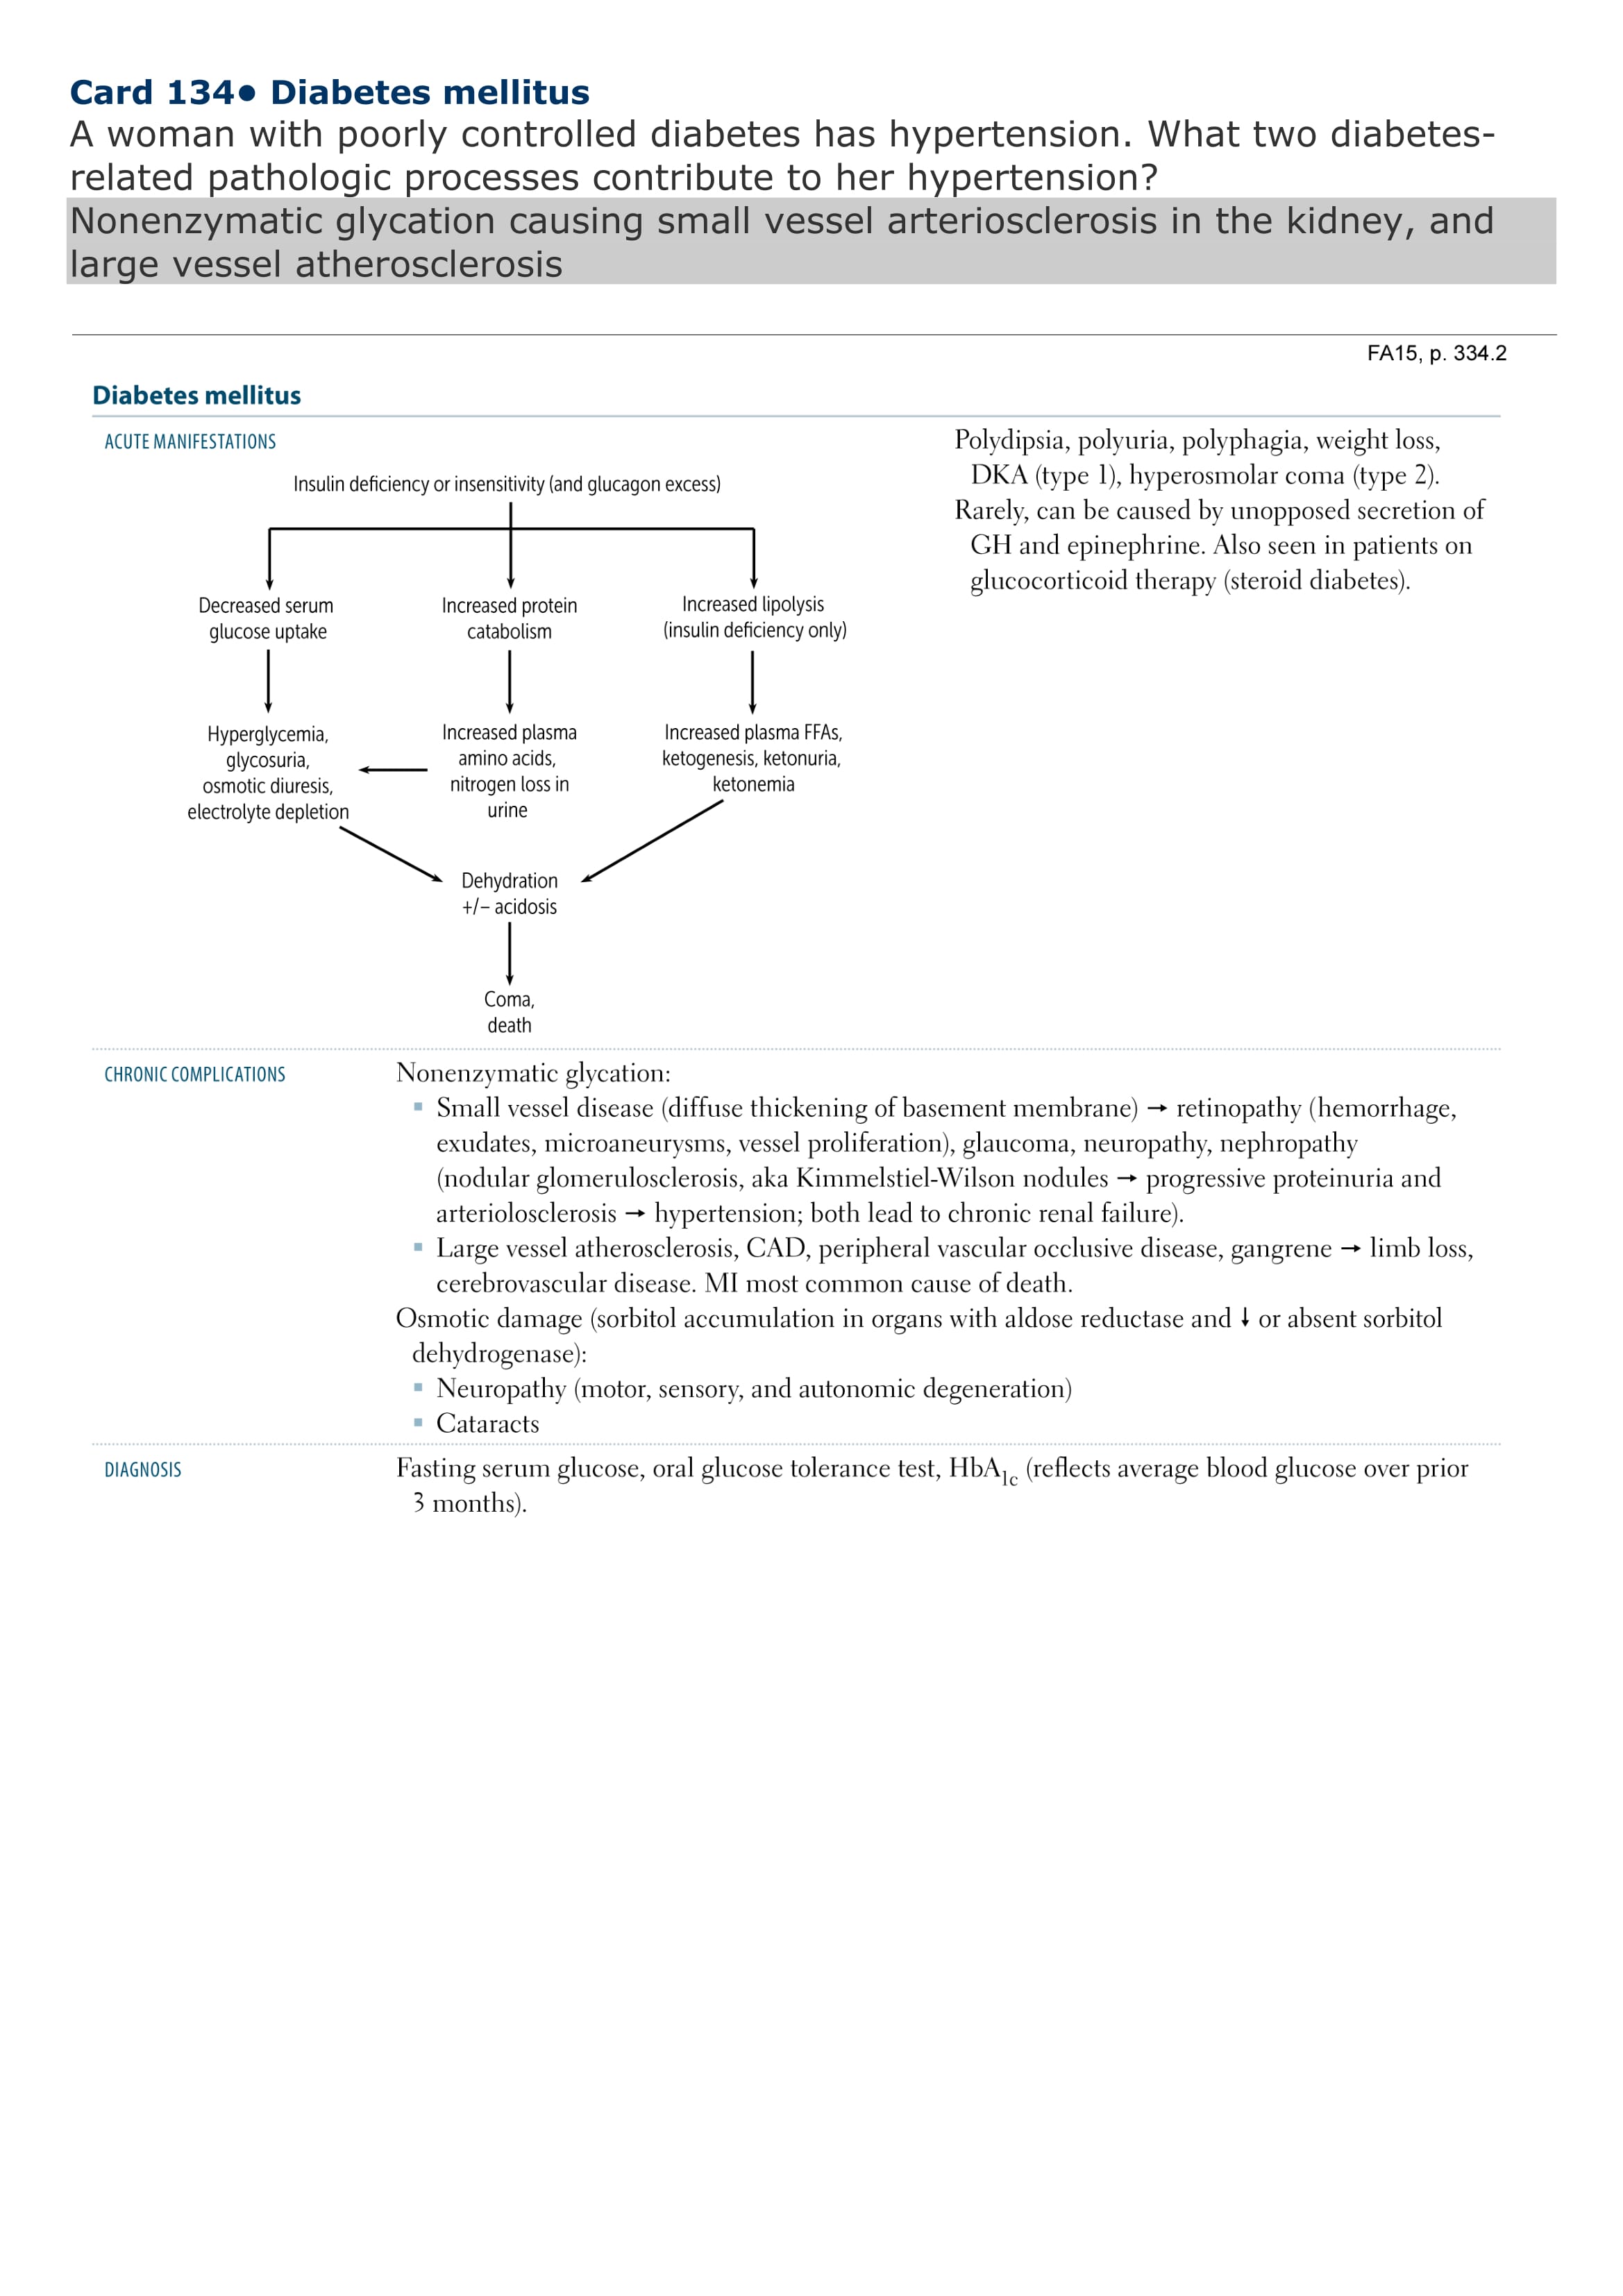 Card 134● Diabetes mellitus
A woman with poorly controlled diabetes has hypertension. What two diabetes-
related pathologic processes contribute to her hypertension?
Nonenzymatic glycation causing small vessel arteriosclerosis in the kidney, and
large vessel atherosclerosis
FA15, p. 334.2
Diabetes mellitus
ACUTE MANIFESTATIONS
Insulin deficiency or insensitivity (and glucagon excess)
Decreased serum
glucose uptake
Increased protein
catabolism
Increased lipolysis
(insulin deficiency only)
Hyperglycemia,
glycosuria,
osmotic diuresis,
electrolyte depletion
Increased plasma
amino acids,
nitrogen loss in
urine
Increased plasma FFAs,
ketogenesis, ketonuria,
ketonemia
Dehydration
+/– acidosis
Coma,
death
Polydipsia, polyuria, polyphagia, weight loss,
DKA (type 1), hyperosmolar coma (type 2).
Rarely, can be caused by unopposed secretion of
GH and epinephrine. Also seen in patients on
glucocorticoid therapy (steroid diabetes).
CHRONIC COMPLICATIONS
Nonenzymatic glycation:
▪ Small vessel disease (diffuse thickening of basement membrane) → retinopathy (hemorrhage,
exudates, microaneurysms, vessel proliferation), glaucoma, neuropathy, nephropathy
(nodular glomerulosclerosis, aka Kimmelstiel-Wilson nodules → progressive proteinuria and
arteriolosclerosis → hypertension; both lead to chronic renal failure).
▪ Large vessel atherosclerosis, CAD, peripheral vascular occlusive disease, gangrene → limb loss,
cerebrovascular disease. MI most common cause of death.
Osmotic damage (sorbitol accumulation in organs with aldose reductase and ↓ or absent sorbitol
dehydrogenase):
▪ Neuropathy (motor, sensory, and autonomic degeneration)
▪ Cataracts
DIAGNOSIS
Fasting serum glucose, oral glucose tolerance test, HbA1c (reflects average blood glucose over prior
3 months).